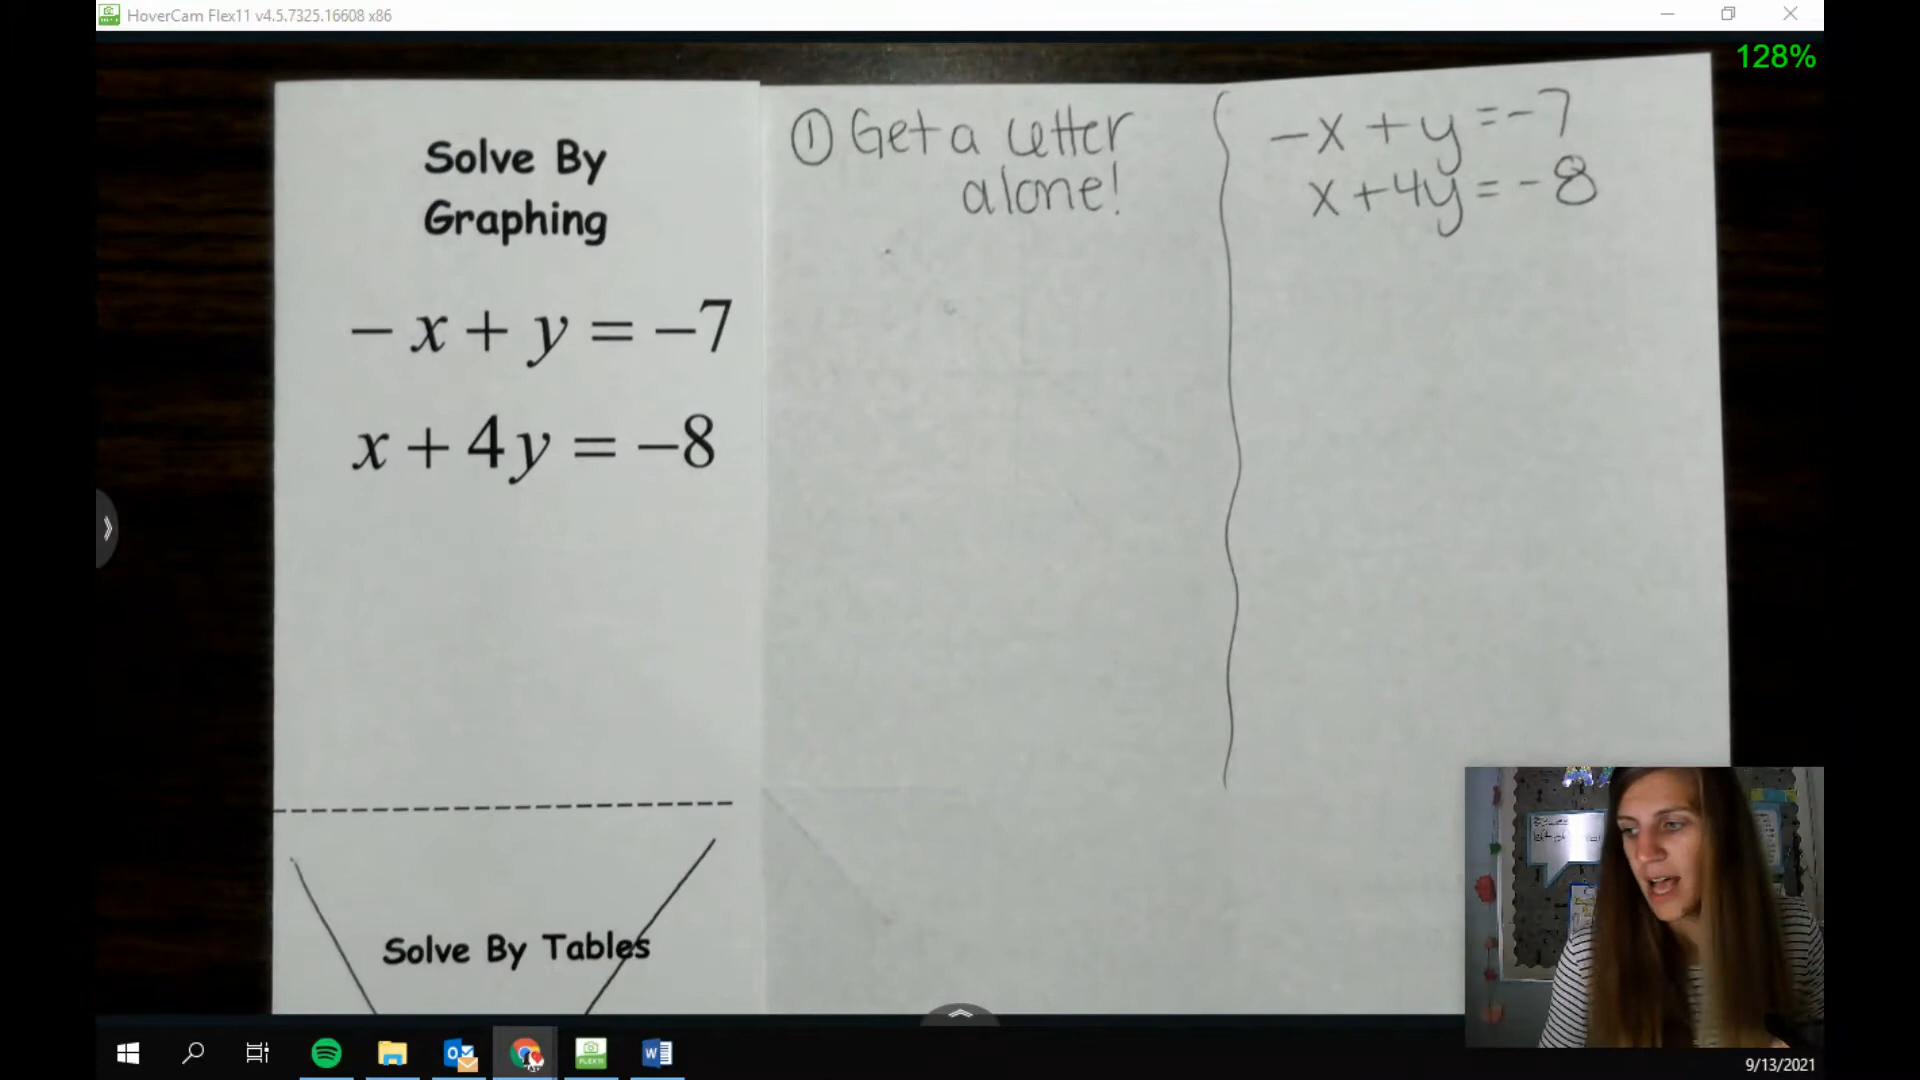 HoverCam Flex11 v4.5.7325.16608 x86
128%
Solve By
Graphing
− x + y = −7
x + 4y = −8
① Get a letter
alone!
−x + y = −7
x + 4y = −8
Solve By Tables
FLEX11
9/13/2021